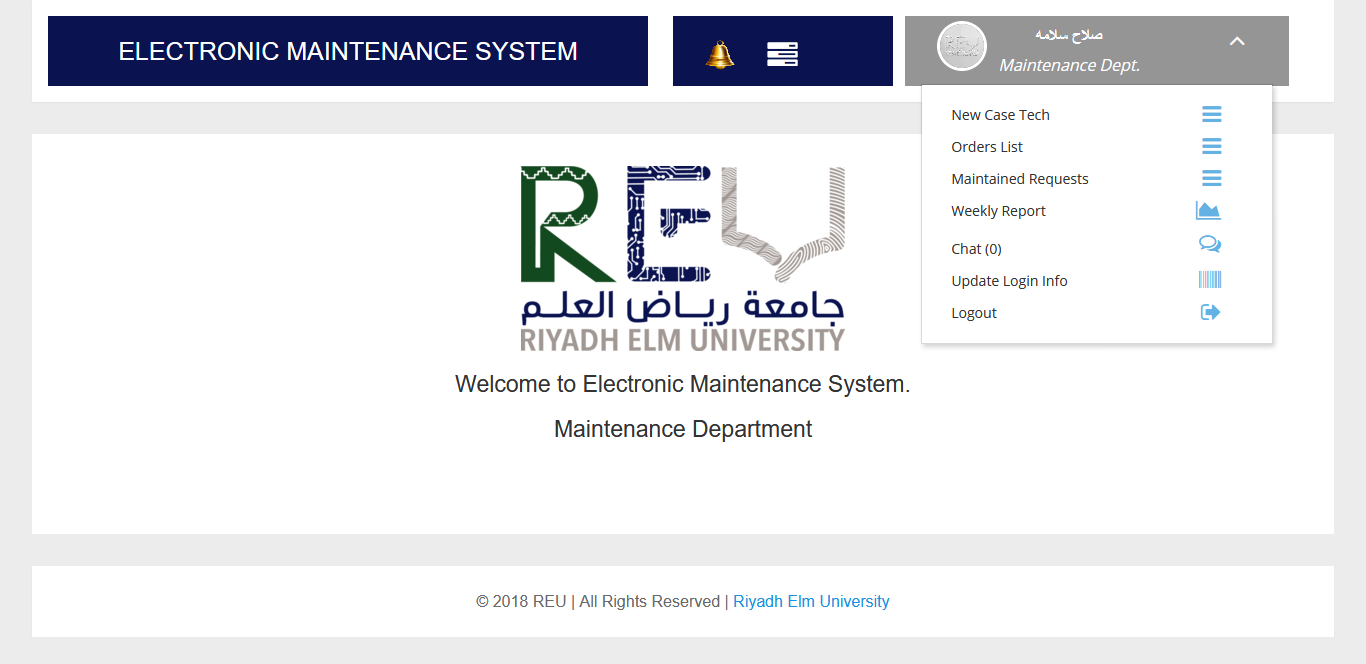 ELECTRONIC MAINTENANCE SYSTEM
صلاح سلامه
Maintenance Dept.
New Case Tech
Orders List
Maintained Requests
Weekly Report
Chat (0)
Update Login Info
Logout
REU
جامعة رياض العلم
RIYADH ELM UNIVERSITY
Welcome to Electronic Maintenance System.
Maintenance Department
© 2018 REU | All Rights Reserved | Riyadh Elm University